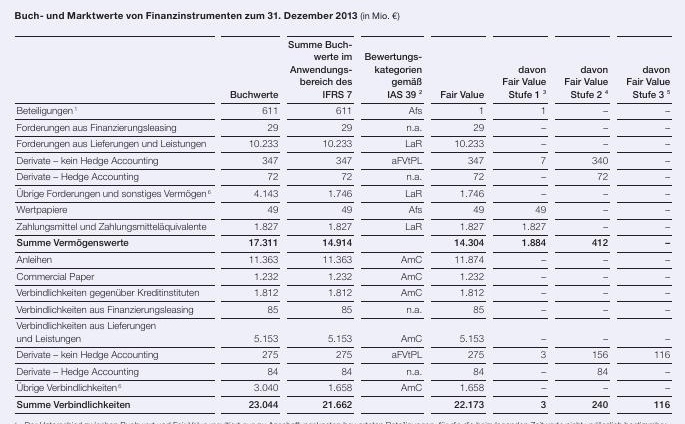 Buch- und Marktwerte von Finanzinstrumenten zum 31. Dezember 2013 (in Mio. €)
Buchwerte Summe Buchwerte im Anwendungsbereich des IFRS 7 Bewertungskategorien gemäß IAS 39 ² Fair Value davon Fair Value Stufe 1 ³ davon Fair Value Stufe 2 ⁴ davon Fair Value Stufe 3 ⁵
Beteiligungen ¹ 611 611 Afs 1 1 – –
Forderungen aus Finanzierungsleasing 29 29 n.a. 29 – – –
Forderungen aus Lieferungen und Leistungen 10.233 10.233 LaR 10.233 – – –
Derivate – kein Hedge Accounting 347 347 aFVtPL 347 7 340 –
Derivate – Hedge Accounting 72 72 n.a. 72 – 72 –
Übrige Forderungen und sonstiges Vermögen ⁶ 4.143 1.746 LaR 1.746 – – –
Wertpapiere 49 49 Afs 49 49 – –
Zahlungsmittel und Zahlungsmitteläquivalente 1.827 1.827 LaR 1.827 1.827 – –
Summe Vermögenswerte 17.311 14.914 14.304 1.884 412 –
Anleihen 11.363 11.363 AmC 11.874 – – –
Commercial Paper 1.232 1.232 AmC 1.232 – – –
Verbindlichkeiten gegenüber Kreditinstituten 1.812 1.812 AmC 1.812 – – –
Verbindlichkeiten aus Finanzierungsleasing 85 85 n.a. 85 – – –
Verbindlichkeiten aus Lieferungen
und Leistungen 5.153 5.153 AmC 5.153 – – –
Derivate – kein Hedge Accounting 275 275 aFVtPL 275 3 156 116
Derivate – Hedge Accounting 84 84 n.a. 84 – 84 –
Übrige Verbindlichkeiten ⁶ 3.040 1.658 AmC 1.658 – – –
Summe Verbindlichkeiten 23.044 21.662 22.173 3 240 116